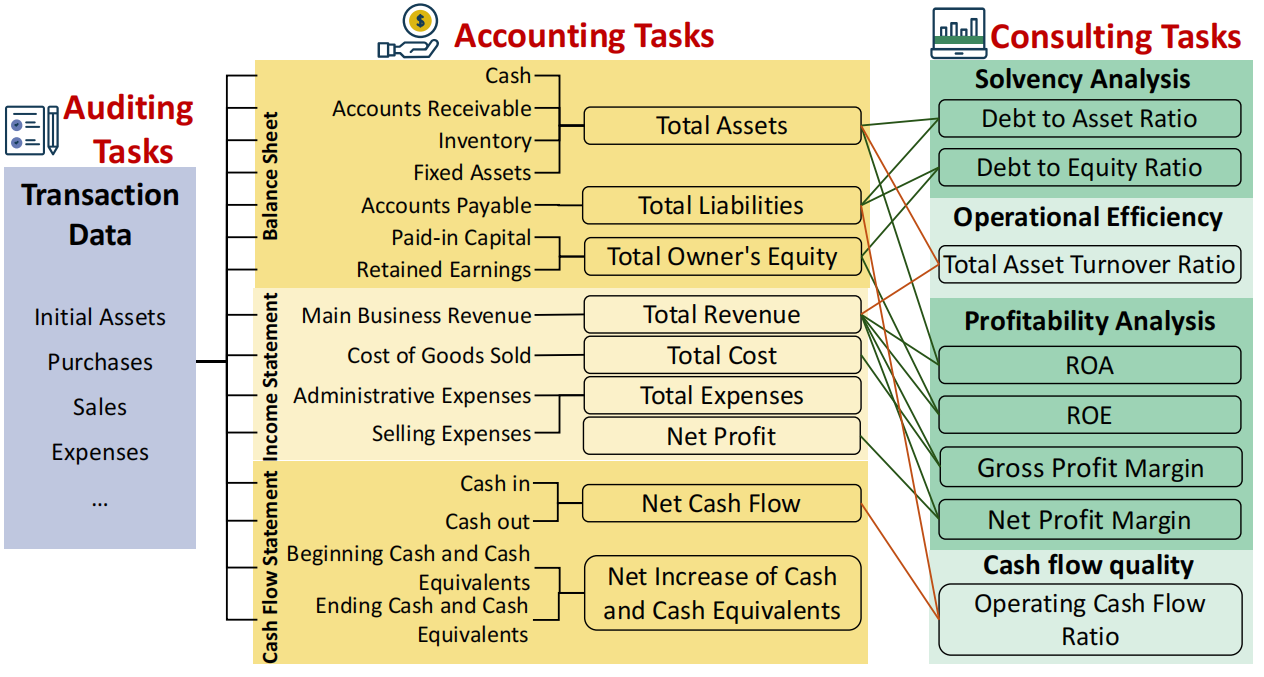 Auditing
Tasks
Transaction
Data
Initial Assets
Purchases
Sales
Expenses
...
$
Accounting Tasks
Balance Sheet
Cash
Accounts Receivable
Inventory
Fixed Assets
Accounts Payable
Paid-in Capital
Retained Earnings
Total Assets
Total Liabilities
Total Owner's Equity
Income Statement
Main Business Revenue
Cost of Goods Sold
Administrative Expenses
Selling Expenses
Total Revenue
Total Cost
Total Expenses
Net Profit
Cash Flow Statement
Cash in
Cash out
Beginning Cash and Cash
Equivalents
Ending Cash and Cash
Equivalents
Net Cash Flow
Net Increase of Cash
and Cash Equivalents
Consulting Tasks
Solvency Analysis
Debt to Asset Ratio
Debt to Equity Ratio
Operational Efficiency
Total Asset Turnover Ratio
Profitability Analysis
ROA
ROE
Gross Profit Margin
Net Profit Margin
Cash flow quality
Operating Cash Flow
Ratio